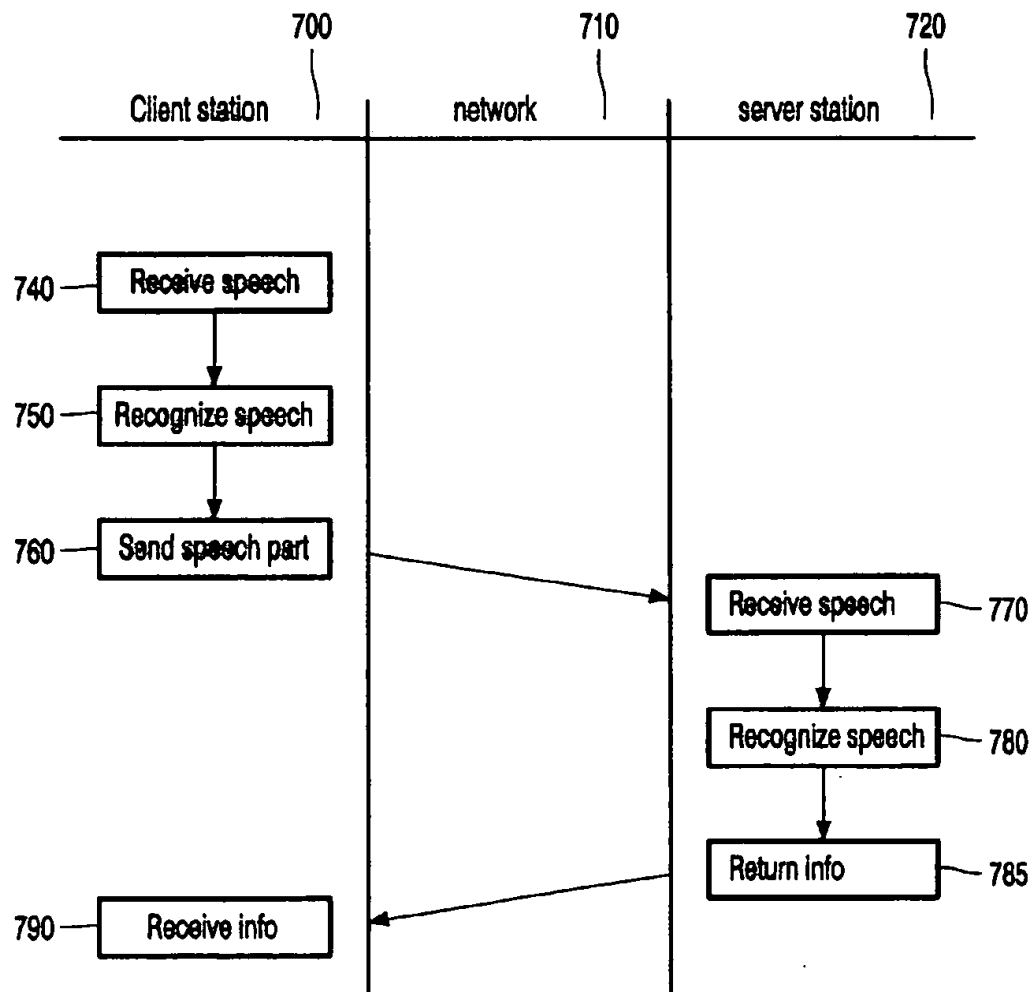 700 710 720
Client station network server station
740 Receive speech
750 Recognize speech
760 Send speech part
Receive speech 770
Recognize speech 780
Return info 785
790 Receive info